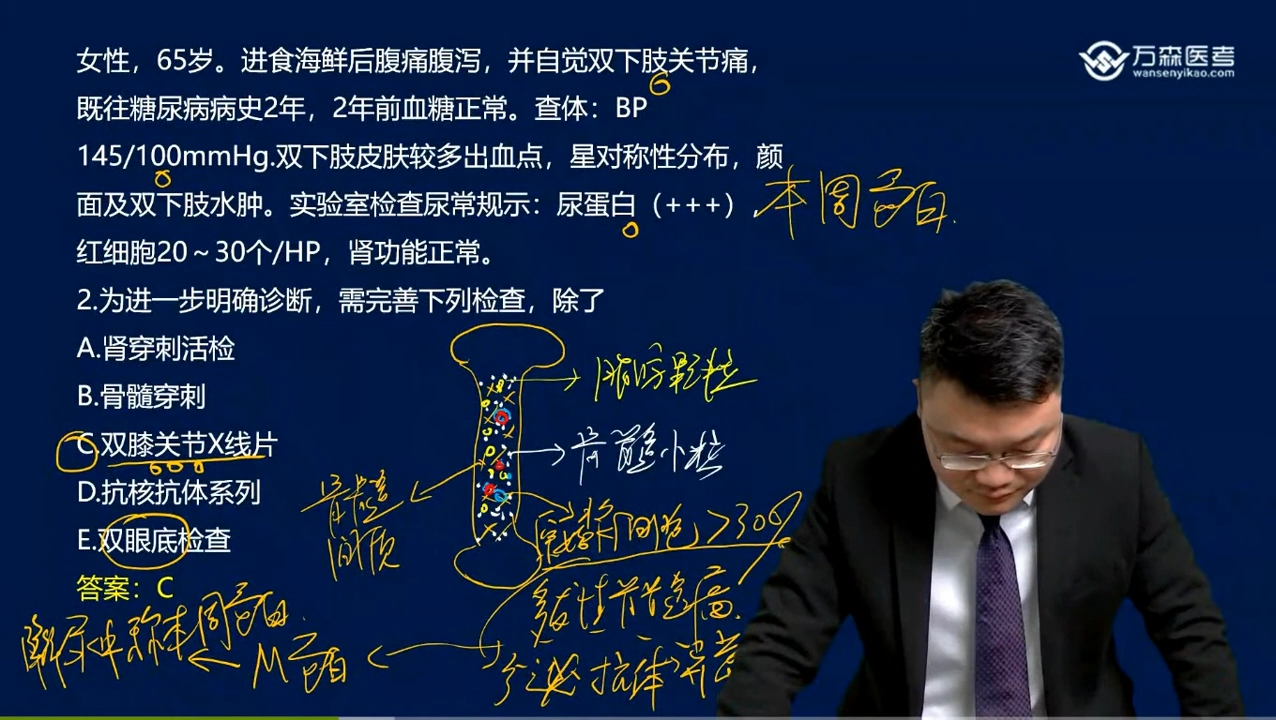 女性，65岁。进食海鲜后腹痛腹泻，并自觉双下肢关节痛，
既往糖尿病病史2年，2年前血糖正常。查体：BP
145/100mmHg.双下肢皮肤较多出血点，星对称性分布，颜
面及双下肢水肿。实验室检查尿常规示：尿蛋白（+++），
本周蛋白.
红细胞20～30个/HP，肾功能正常。
2.为进一步明确诊断，需完善下列检查，除了
A.肾穿刺活检
B.骨髓穿刺
C.双膝关节X线片
D.抗核抗体系列
E.双眼底检查
答案：C
脂肪颗粒
骨髓小粒
骨髓
间质
>30%
多发性骨髓瘤.
M蛋白
万森医考
wansenyikao.com